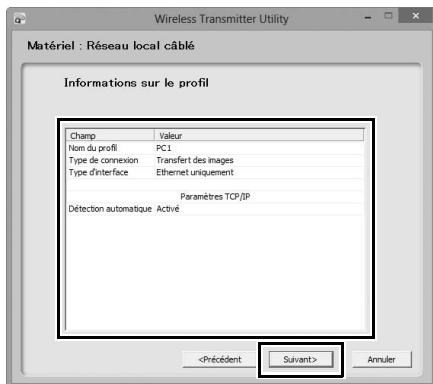 Wireless Transmitter Utility
Matériel : Réseau local câblé
Informations sur le profil
Champ Valeur
Nom du profil PC1
Type de connexion Transfert des images
Type d'interface Ethernet uniquement
Paramètres TCP/IP
Détection automatique Activé
<Précédent Suivant> Annuler